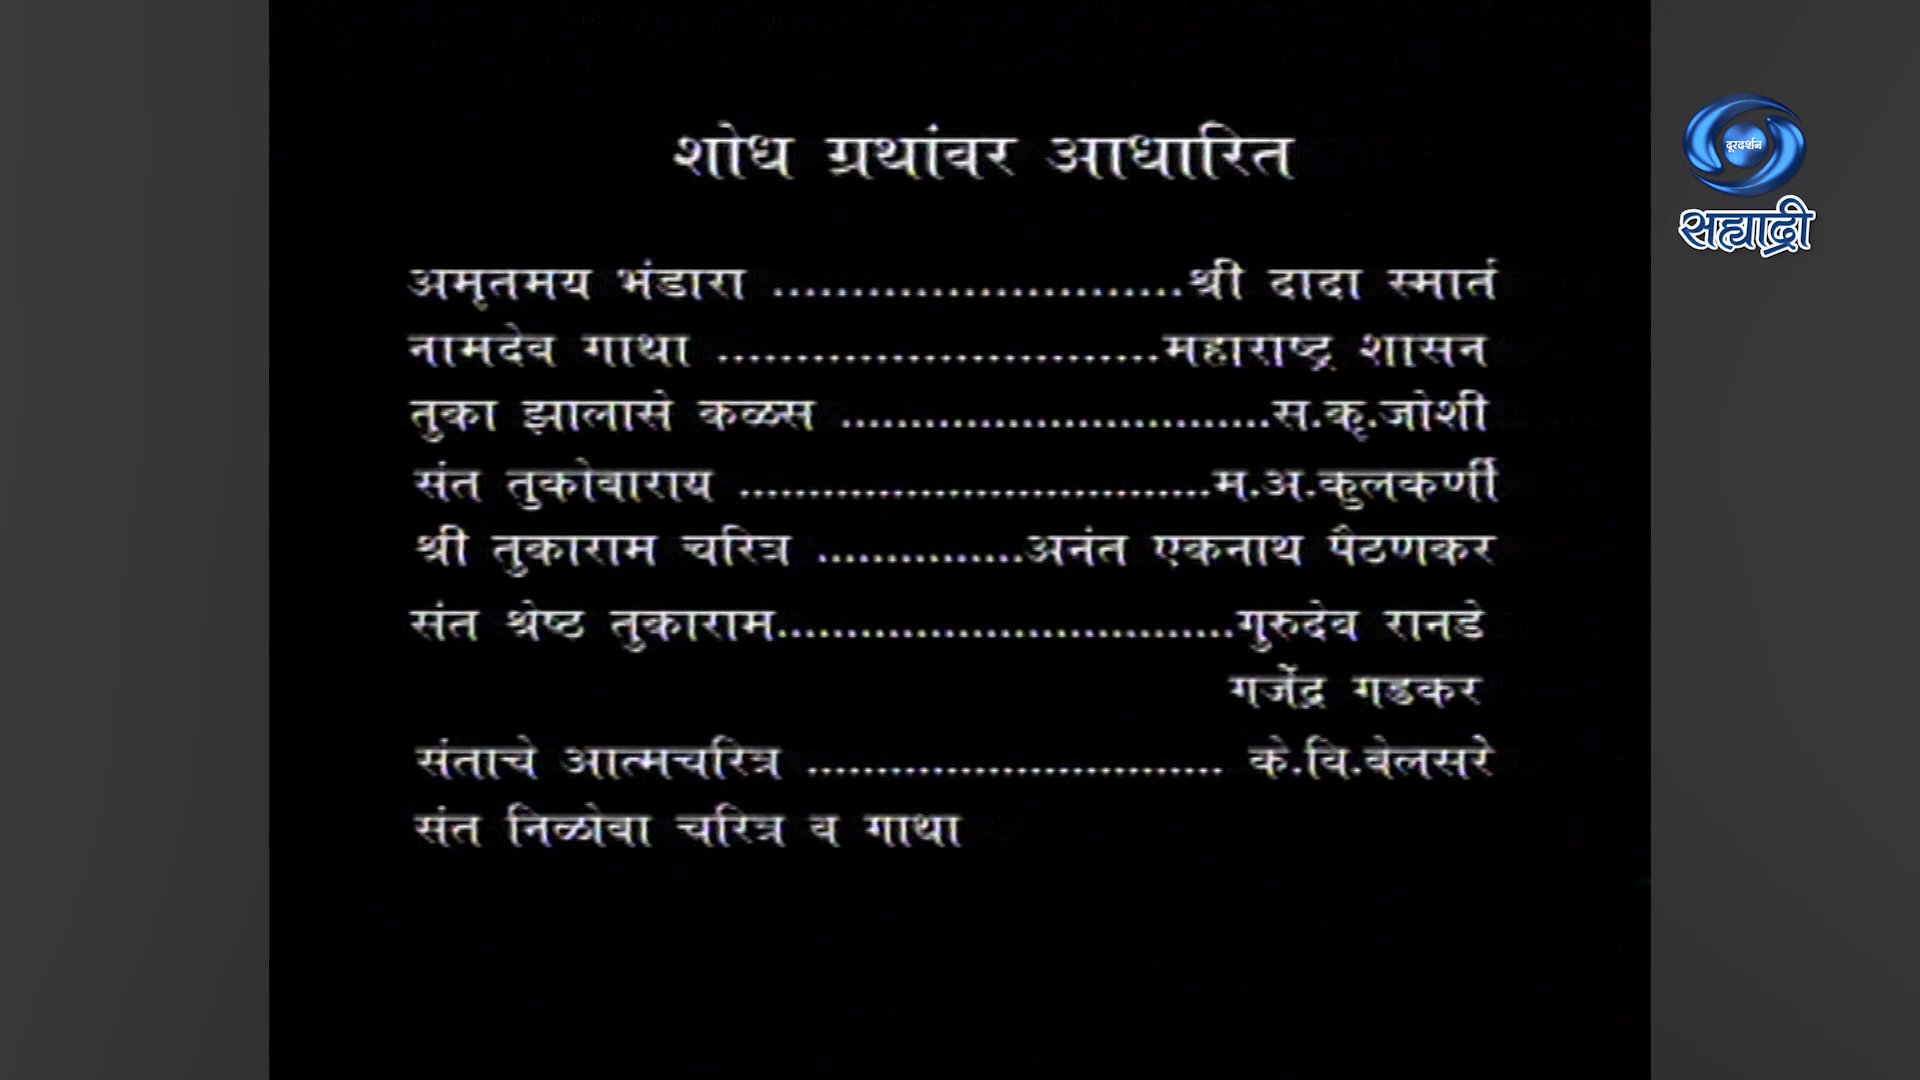 शोध ग्रथांवर आधारित
दूरदर्शन
सह्याद्री
अमृतमय भंडारा ..........................श्री दादा स्मार्त
नामदेव गाथा ............................महाराष्ट्र शासन
तुका झालासे कळस ...............................स.कृ.जोशी
संत तुकोबाराय ..................................म.अ.कुलकर्णी
श्री तुकाराम चरित्र ...............अनंत एकनाथ पैठणकर
संत श्रेष्ठ तुकाराम.................................गुरुदेव रानडे
गजेंद्र गडकर
संताचे आत्मचरित्र .............................. के.वि.बेलसरे
संत निळोबा चरित्र व गाथा